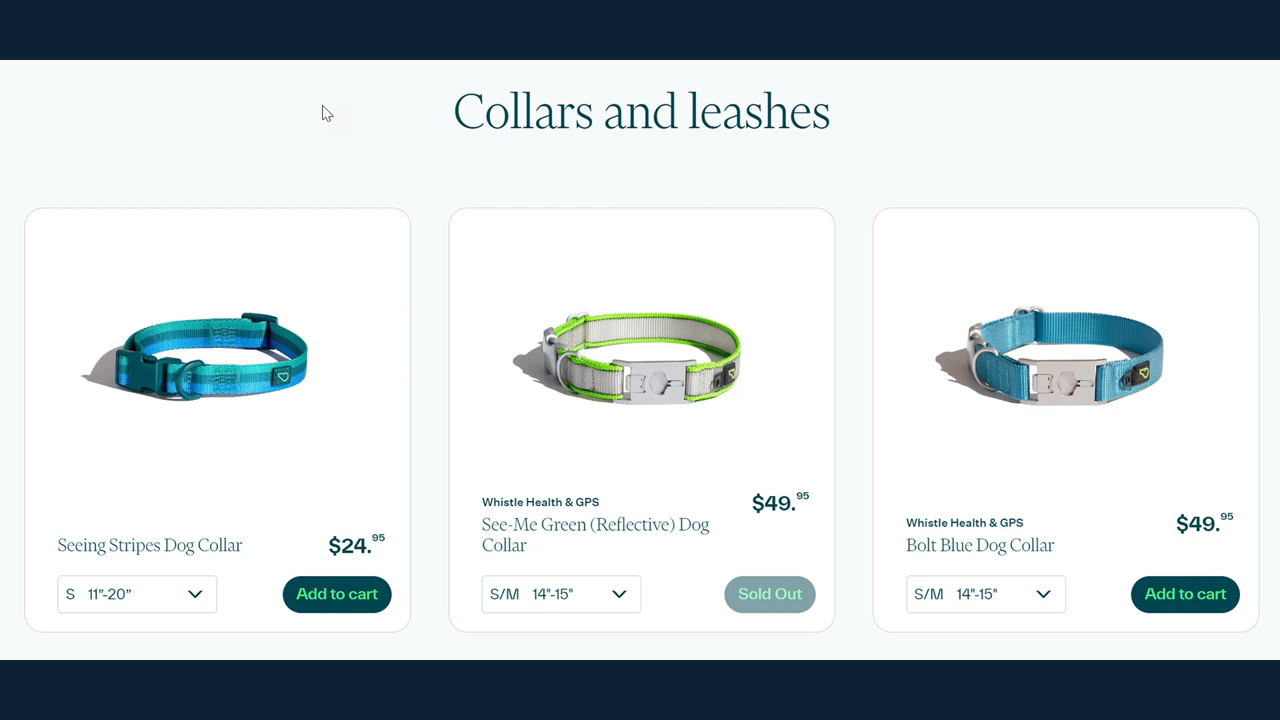 Collars and leashes
Seeing Stripes Dog Collar
$24.95
S 11”-20”
Add to cart
Whistle Health & GPS
$49.95
See-Me Green (Reflective) Dog
Collar
S/M 14"-15"
Sold Out
Whistle Health & GPS
$49.95
Bolt Blue Dog Collar
S/M 14"-15"
Add to cart